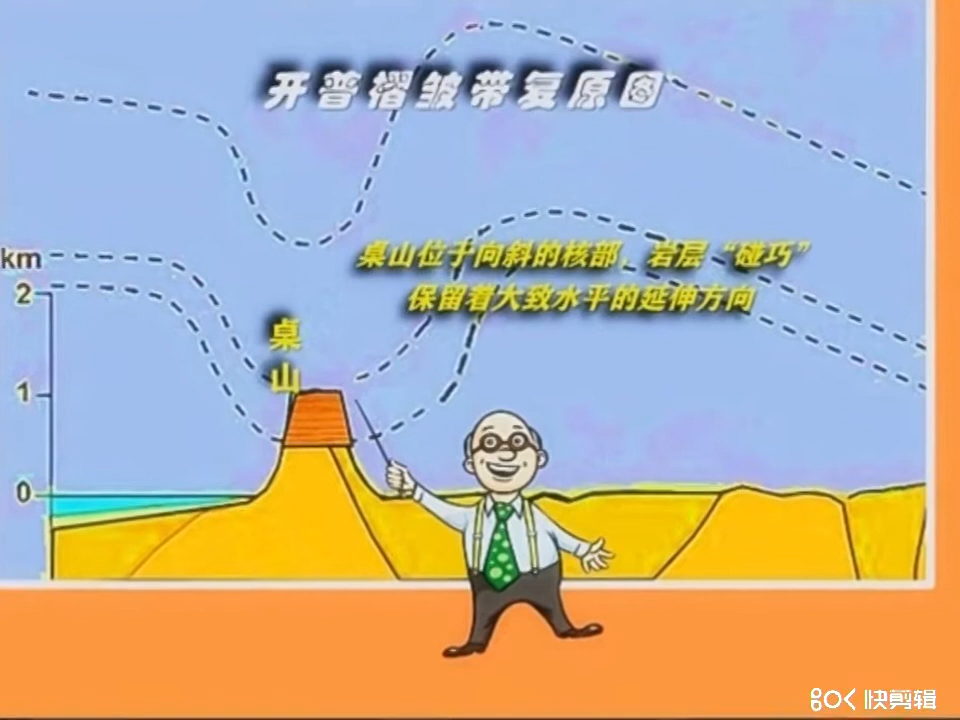 开普褶皱带复原图
桌山位于向斜的核部，岩层“碰巧”
保留着大致水平的延伸方向
km
2
桌
山
1
0
快剪辑